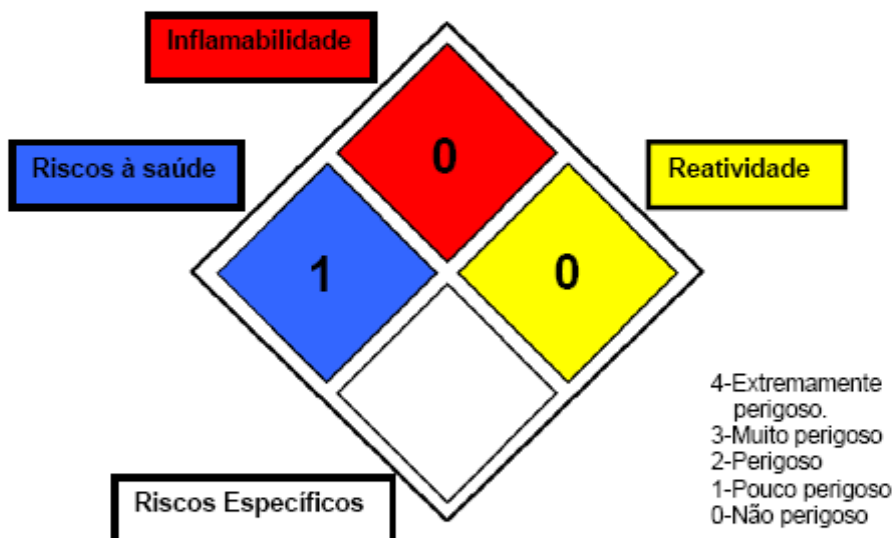 Inflamabilidade
Riscos à saúde
Reatividade
0
1
0
Riscos Específicos
4-Extremamente
perigoso.
3-Muito perigoso
2-Perigoso
1-Pouco perigoso
0-Não perigoso